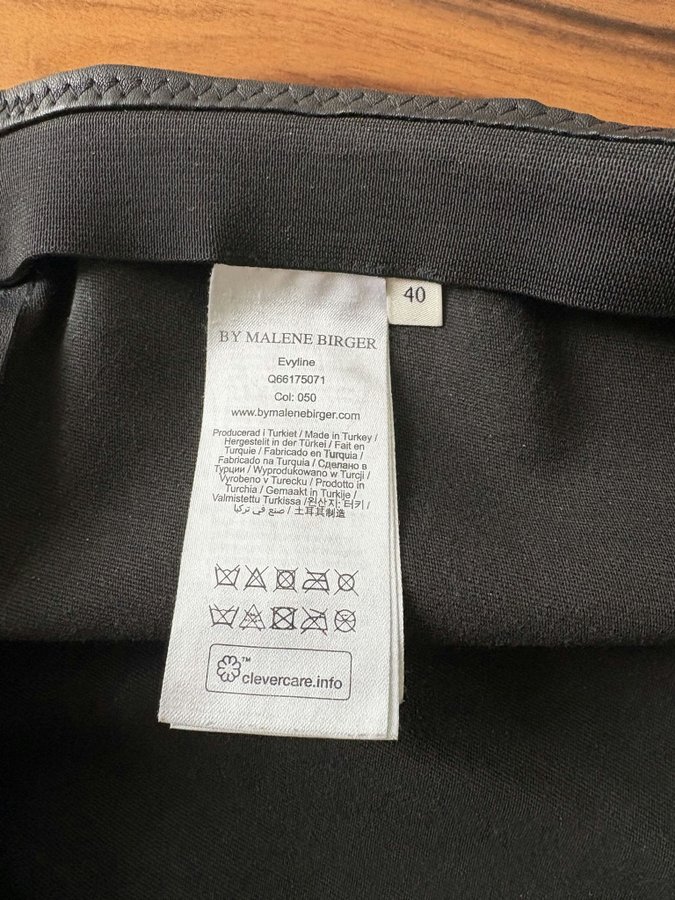 40
BY MALENE BIRGER
Evyline
Q66175071
Col: 050
www.bymalenebirger.com
Producerad i Turkiet / Made in Turkey /
Hergestellt in der Türkei / Fait en
Turquie / Fabricado en Turquia /
Fabricado na Turquia / Сделано в
Турции / Wyprodukowano w Turcji /
Vyrobeno v Turecku / Prodotto in
Turchia / Gemaakt in Turkije /
Valmistettu Turkissa /원산지: 터키 /
صنع في تركيا / 土耳其制造
TM
clevercare.info